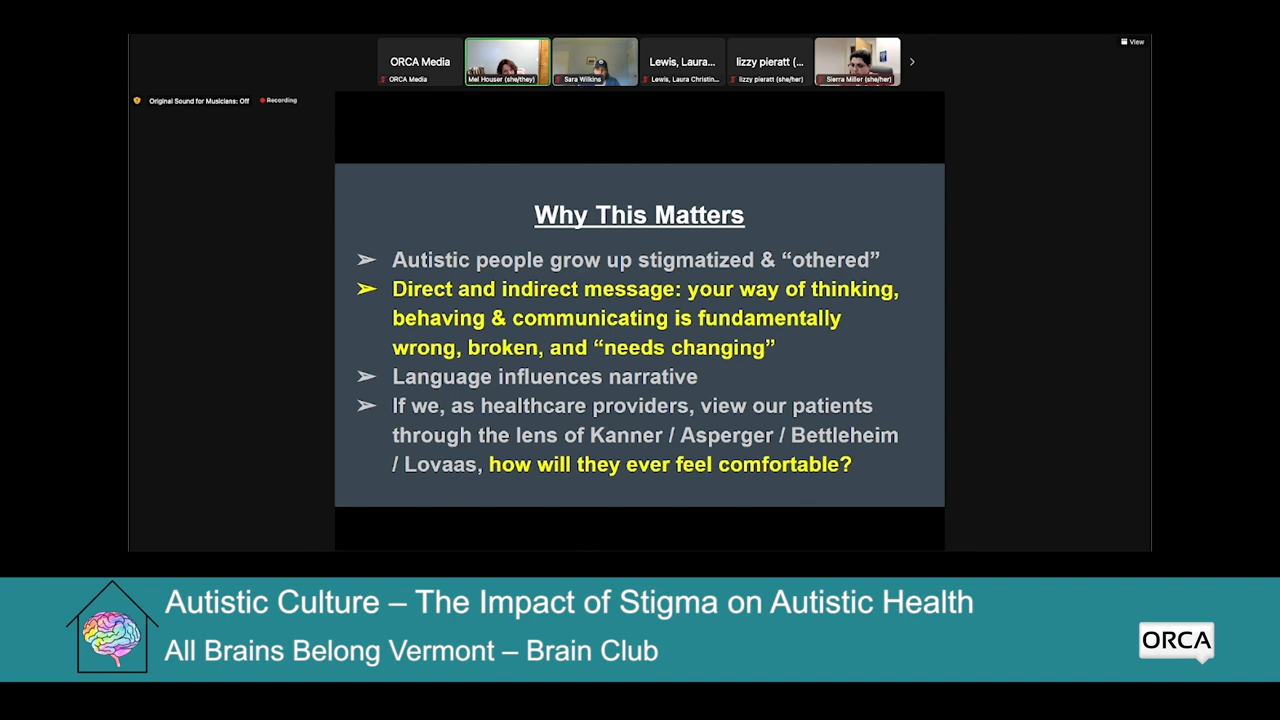 View
ORCA Media
Lewis, Laura...
lizzy pieratt (...
ORCA Media
Mel Houser (she/they)
Sara Wilkins
Lewis, Laura Christin...
lizzy pieratt (she/her)
Sierra Miller (she/her)
Original Sound for Musicians: Off
Recording
Why This Matters
➢ Autistic people grow up stigmatized & “othered”
➢ Direct and indirect message: your way of thinking,
behaving & communicating is fundamentally
wrong, broken, and “needs changing”
➢ Language influences narrative
➢ If we, as healthcare providers, view our patients
through the lens of Kanner / Asperger / Bettleheim
/ Lovaas, how will they ever feel comfortable?
Autistic Culture – The Impact of Stigma on Autistic Health
All Brains Belong Vermont – Brain Club
ORCA